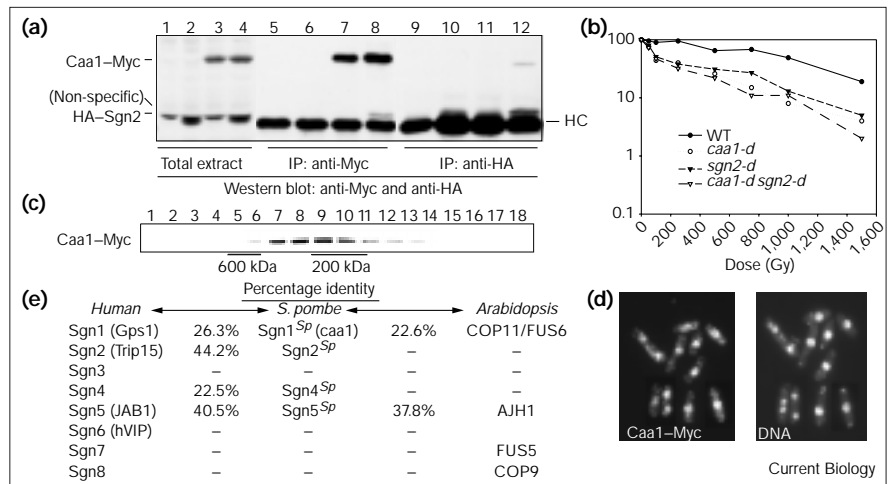 (a)
1 2 3 4 5 6 7 8 9 10 11 12
Caa1–Myc
(Non-specific)
HA–Sgn2
HC
Total extract IP: anti-Myc IP: anti-HA
Western blot: anti-Myc and anti-HA
(b)
100
10
1
0.1
0 200 400 600 800 1,000 1,200 1,400 1,600
Dose (Gy)
WT
caa1-d
sgn2-d
caa1-d sgn2-d
(c)
1 2 3 4 5 6 7 8 9 10 11 12 13 14 15 16 17 18
Caa1–Myc
600 kDa 200 kDa
(e)
Percentage identity
Human S. pombe Arabidopsis
Sgn1 (Gps1) 26.3% Sgn1Sp (caa1) 22.6% COP11/FUS6
Sgn2 (Trip15) 44.2% Sgn2Sp – –
Sgn3 – – –
Sgn4 22.5% Sgn4Sp – –
Sgn5 (JAB1) 40.5% Sgn5Sp 37.8% AJH1
Sgn6 (hVIP) – – –
Sgn7 – – FUS5
Sgn8 – – COP9
(d)
Caa1–Myc
DNA
Current Biology